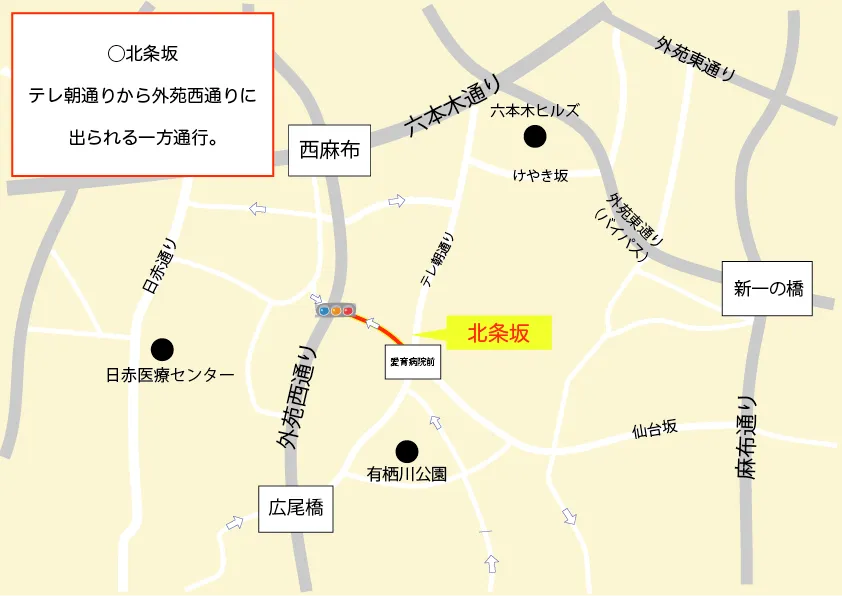 ○北条坂
テレ朝通りから外苑西通りに
出られる一方通行。
外苑東通り
六本木通り
六本木ヒルズ
西麻布
けやき坂
外苑東通り
(バイパス)
日赤通り
テレ朝通り
新一の橋
北条坂
愛育病院前
日赤医療センター
外苑西通り
仙台坂
麻布通り
有栖川公園
広尾橋